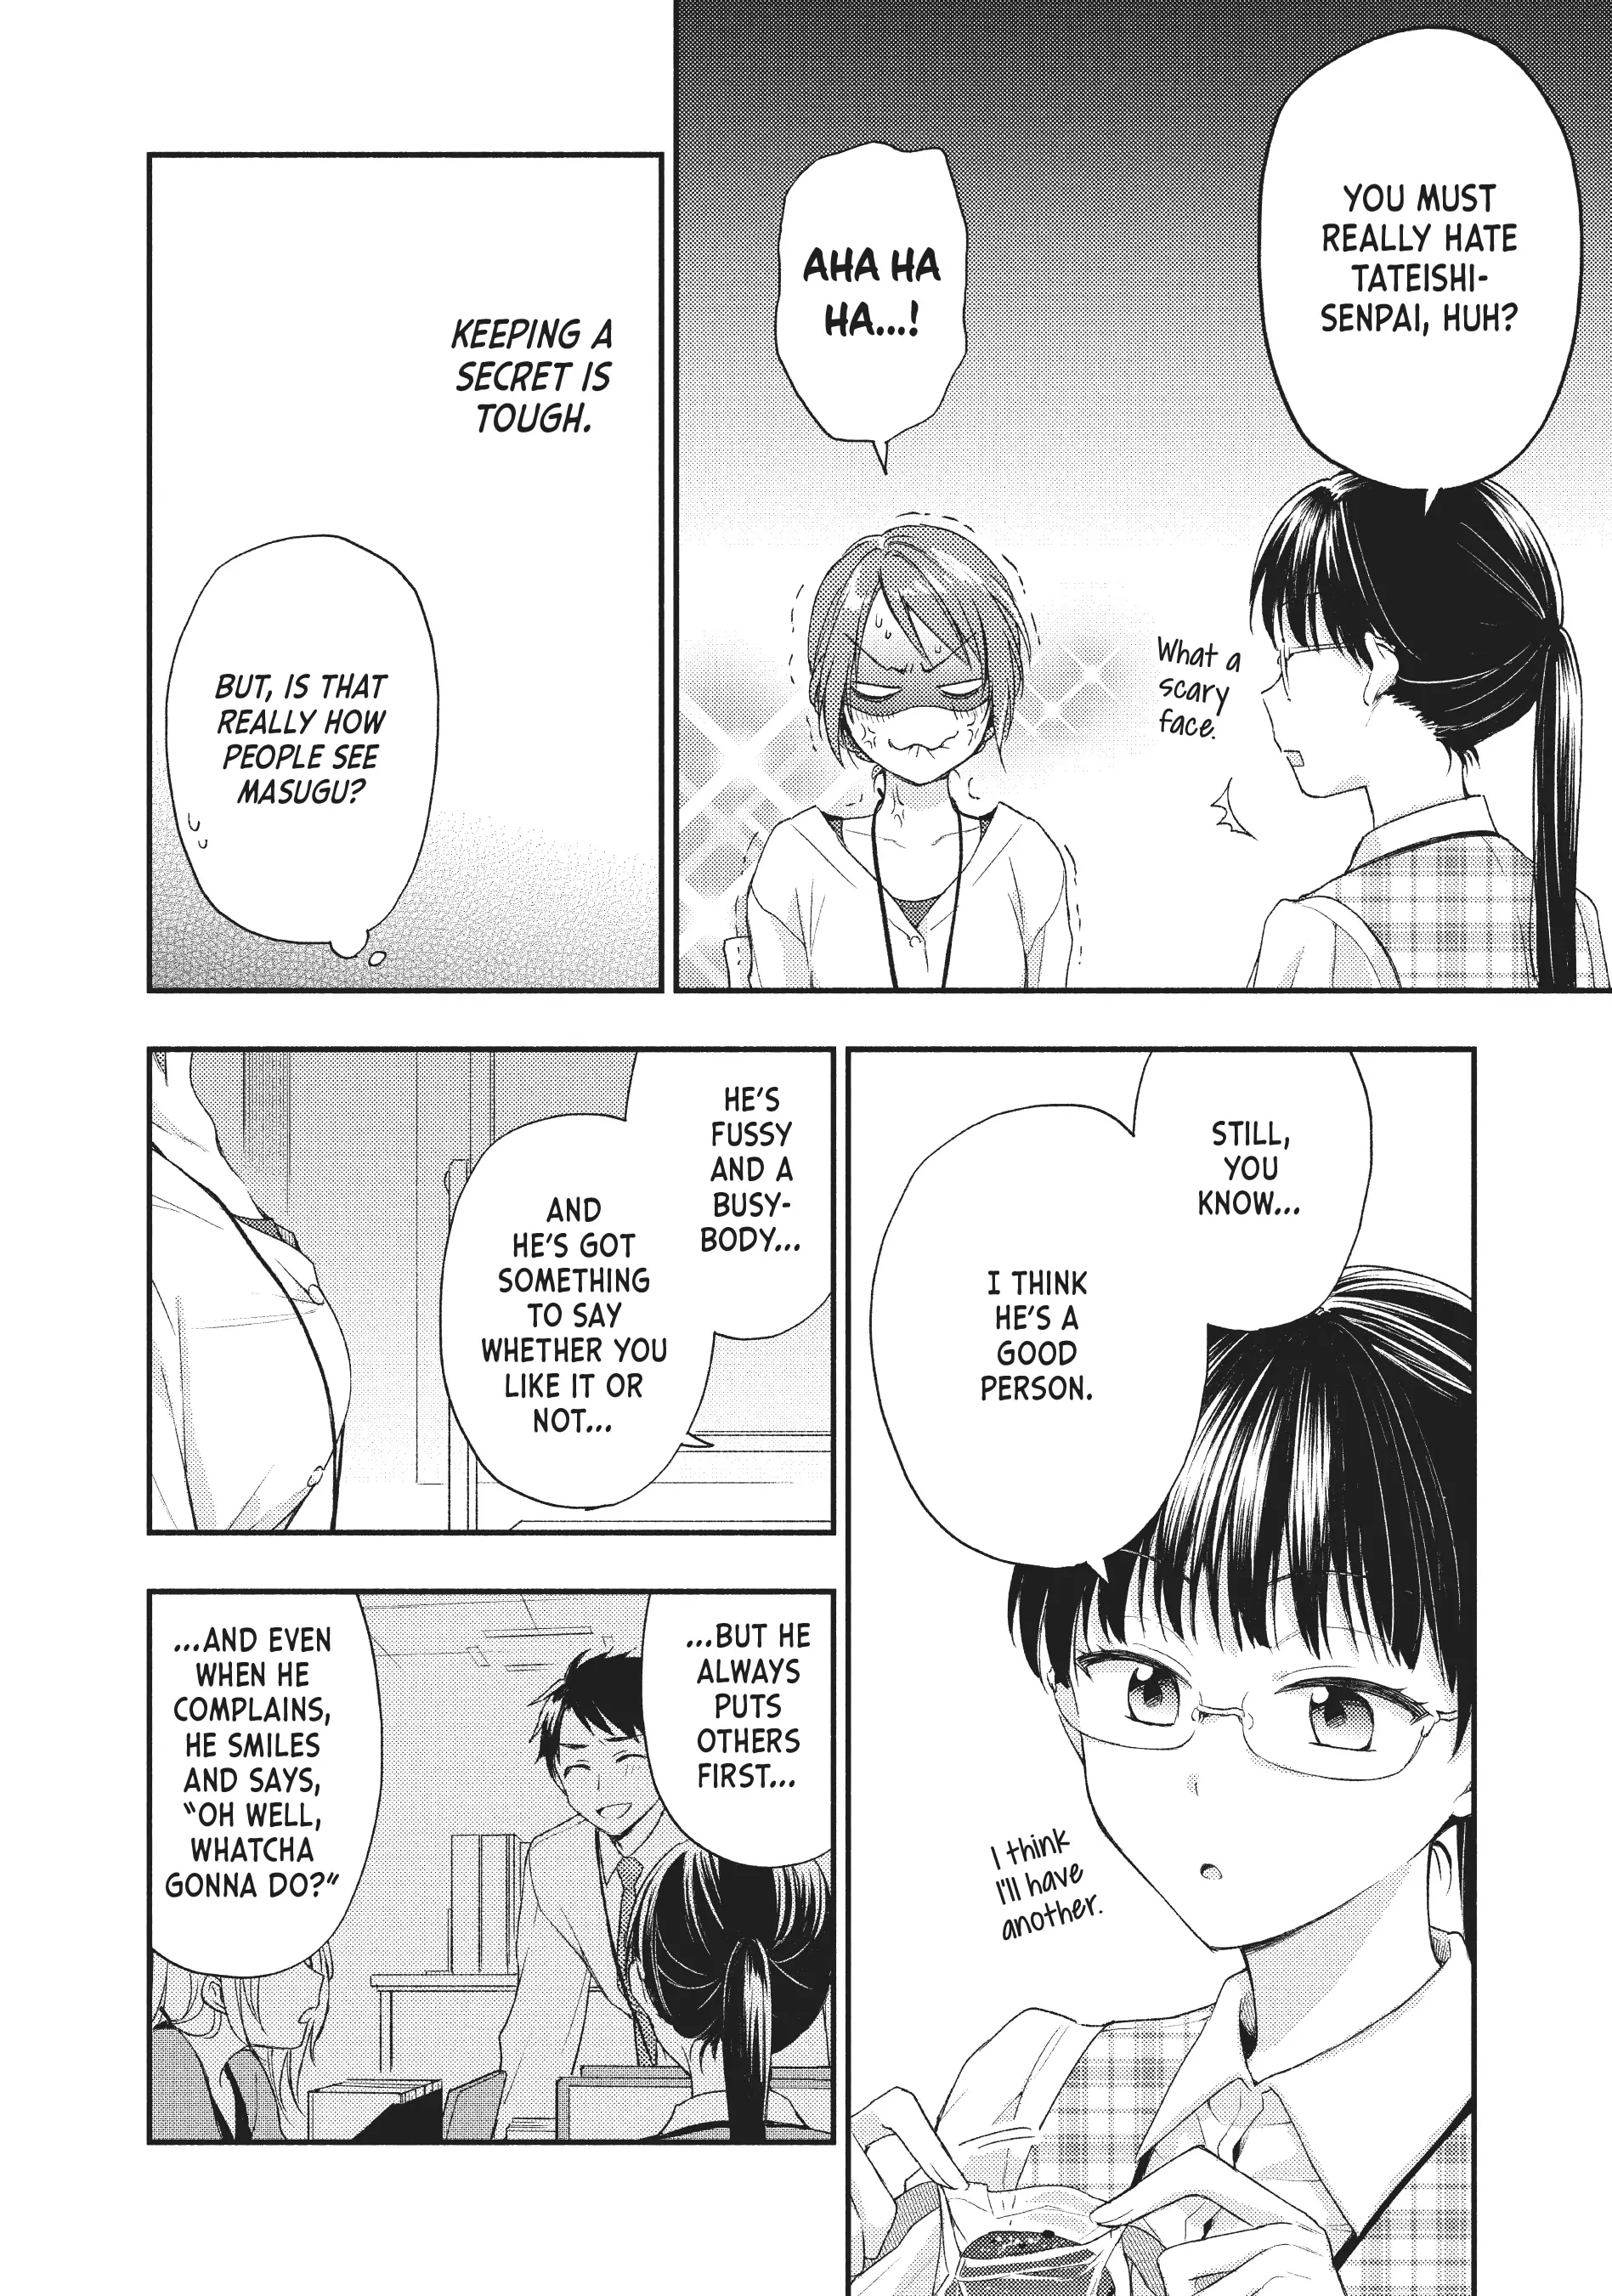 YOU MUST
REALLY HATE
TATEISHI-
SENPAI, HUH?
What a
scary
face.
AHA HA
HA...!
KEEPING A
SECRET IS
TOUGH.
BUT, IS THAT
REALLY HOW
PEOPLE SEE
MASUGU?
STILL,
YOU
KNOW...
I THINK
HE'S A
GOOD
PERSON.
I think
I'll have
another.
HE'S
FUSSY
AND A
BUSY-
BODY...
AND
HE'S GOT
SOMETHING
TO SAY
WHETHER YOU
LIKE IT OR
NOT...
...BUT HE
ALWAYS
PUTS
OTHERS
FIRST...
...AND EVEN
WHEN HE
COMPLAINS,
HE SMILES
AND SAYS,
"OH WELL,
WHATCHA
GONNA DO?"